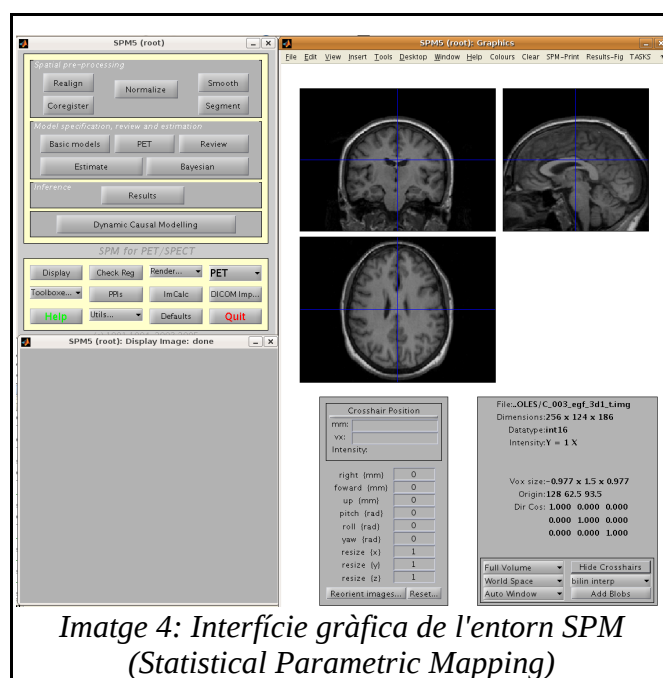 SPM5 (root)
Spatial pre-processing
Realign
Normalize
Smooth
Coregister
Segment
Model specification, review and estimation
Basic models
PET
Review
Estimate
Bayesian
Inference
Results
Dynamic Causal Modelling
SPM for PET/SPECT
Display
Check Reg
Render...
PET
Toolboxe...
PPIs
ImCalc
DICOM Imp...
Help
Utils...
Defaults
Quit
SPM5 (root): Display Image: done
SPM5 (root): Graphics
File Edit View Insert Tools Desktop Window Help Colours Clear SPM-Print Results-Fig TASKS
Crosshair Position
mm:
vx:
Intensity:
right (mm) 0
foward (mm) 0
up (mm) 0
pitch (rad) 0
roll (rad) 0
yaw (rad) 0
resize (x) 1
resize (y) 1
resize (z) 1
Reorient images... Reset...
File:..OLES/C_003_egf_3d1_t.img
Dimensions:256 x 124 x 186
Datatype:int16
Intensity:Y = 1 X
Vox size:-0.977 x 1.5 x 0.977
Origin:128 62.5 93.5
Dir Cos: 1.000 0.000 0.000
0.000 1.000 0.000
0.000 0.000 1.000
Full Volume Hide Crosshairs
World Space bilin interp
Auto Window Add Blobs
Imatge 4: Interfície gràfica de l'entorn SPM
(Statistical Parametric Mapping)